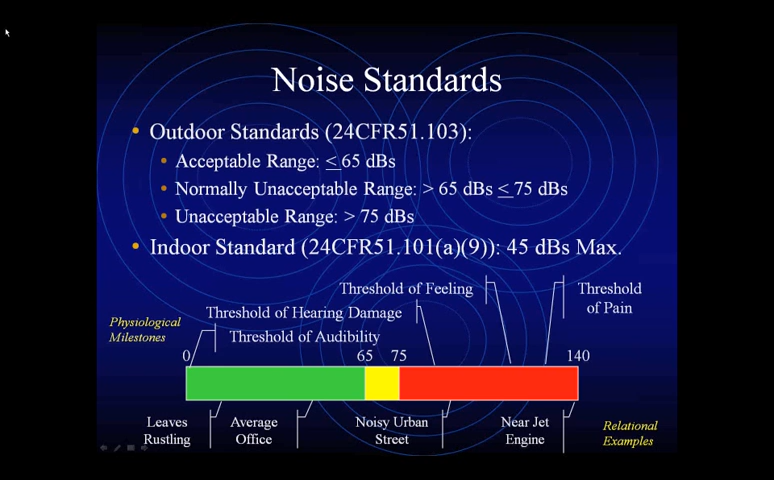 Noise Standards
• Outdoor Standards (24CFR51.103):
• Acceptable Range: ≤ 65 dBs
• Normally Unacceptable Range: > 65 dBs ≤ 75 dBs
• Unacceptable Range: > 75 dBs
• Indoor Standard (24CFR51.101(a)(9)): 45 dBs Max.
Threshold of Feeling
Threshold
of Pain
Physiological
Milestones
Threshold of Hearing Damage
Threshold of Audibility
0 65 75 140
Leaves
Rustling
Average
Office
Noisy Urban
Street
Near Jet
Engine
Relational
Examples